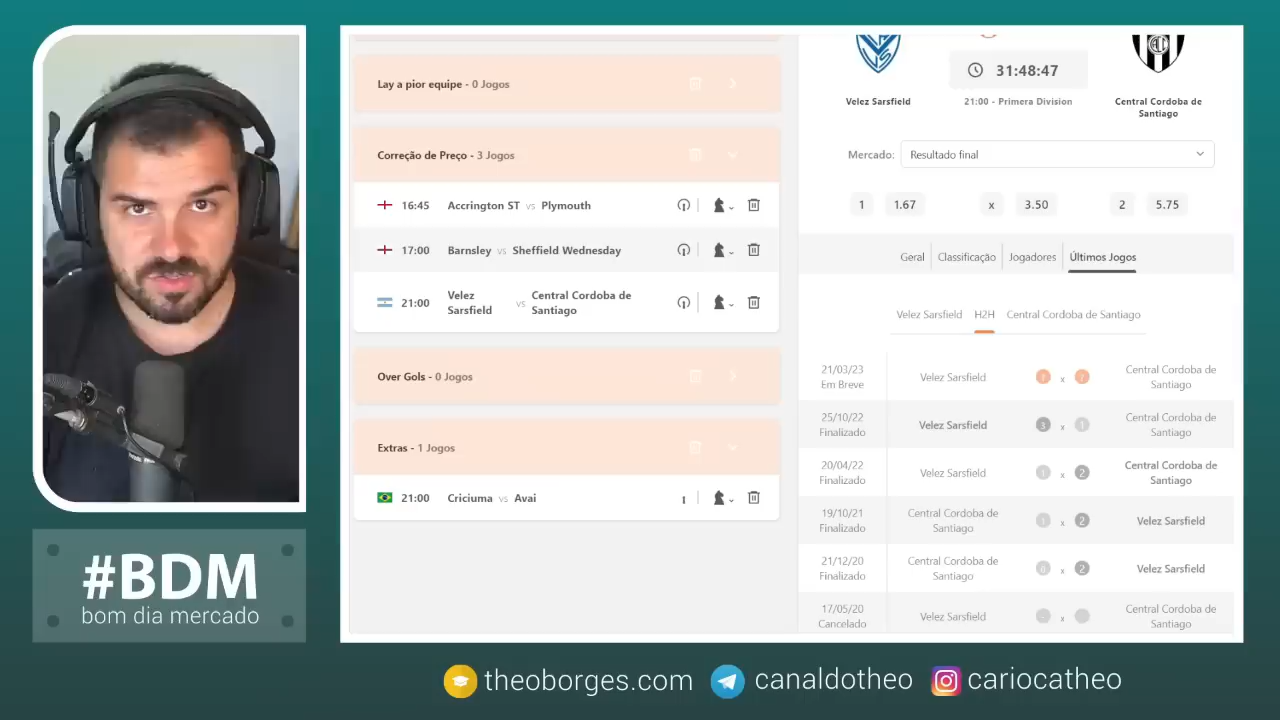 #BDM
bom dia mercado
Lay a pior equipe - 0 Jogos
Correção de Preço - 3 Jogos
16:45 Accrington ST vs Plymouth
17:00 Barnsley vs Sheffield Wednesday
21:00 Velez Sarsfield vs Central Cordoba de Santiago
Over Gols - 0 Jogos
Extras - 1 Jogos
21:00 Criciuma vs Avai
31:48:47
Velez Sarsfield
21:00 - Primera Division
Central Cordoba de
Santiago
Mercado: Resultado final
1 1.67 x 3.50 2 5.75
Geral Classificação Jogadores Últimos Jogos
Velez Sarsfield H2H Central Cordoba de Santiago
21/03/23 Em Breve Velez Sarsfield ? x ? Central Cordoba de Santiago
25/10/22 Finalizado Velez Sarsfield 3 x 1 Central Cordoba de Santiago
20/04/22 Finalizado Velez Sarsfield 1 x 2 Central Cordoba de Santiago
19/10/21 Finalizado Central Cordoba de Santiago 1 x 2 Velez Sarsfield
21/12/20 Finalizado Central Cordoba de Santiago 0 x 2 Velez Sarsfield
17/05/20 Cancelado Velez Sarsfield - x - Central Cordoba de Santiago
theoborges.com canaldotheo cariocatheo